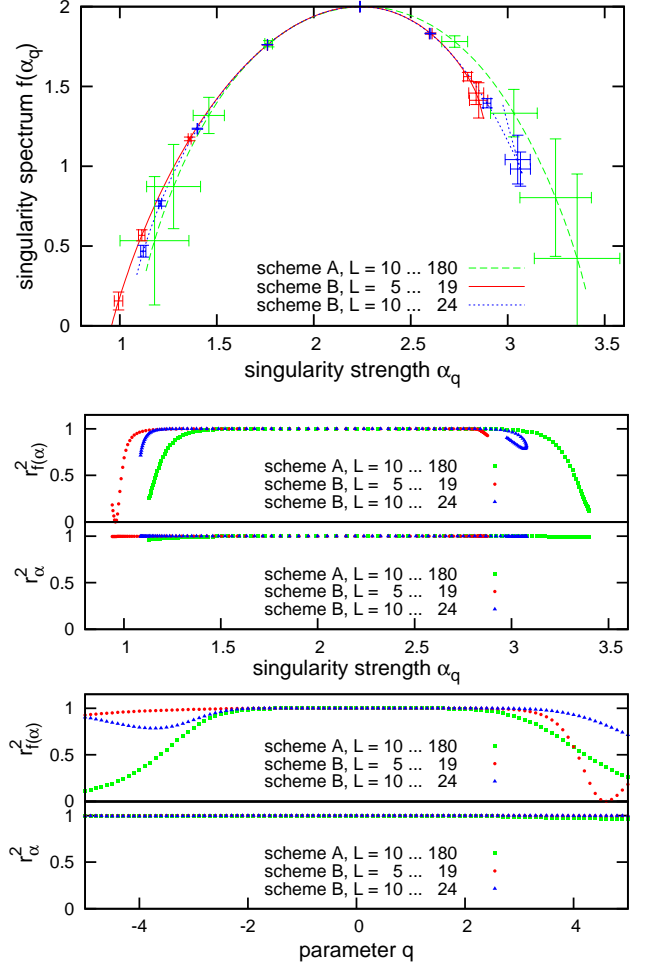 singularity spectrum f(α_q)
2
1.5
1
0.5
0
scheme A, L = 10 ... 180
scheme B, L = 5 ... 19
scheme B, L = 10 ... 24
1 1.5 2 2.5 3 3.5
singularity strength α_q
r²_f(α)
1
0.5
0
scheme A, L = 10 ... 180
scheme B, L = 5 ... 19
scheme B, L = 10 ... 24
r²_α
1
0.5
0
scheme A, L = 10 ... 180
scheme B, L = 5 ... 19
scheme B, L = 10 ... 24
1 1.5 2 2.5 3 3.5
singularity strength α_q
r²_f(α)
1
0.5
0
scheme A, L = 10 ... 180
scheme B, L = 5 ... 19
scheme B, L = 10 ... 24
r²_α
1
0.5
0
scheme A, L = 10 ... 180
scheme B, L = 5 ... 19
scheme B, L = 10 ... 24
-4 -2 0 2 4
parameter q